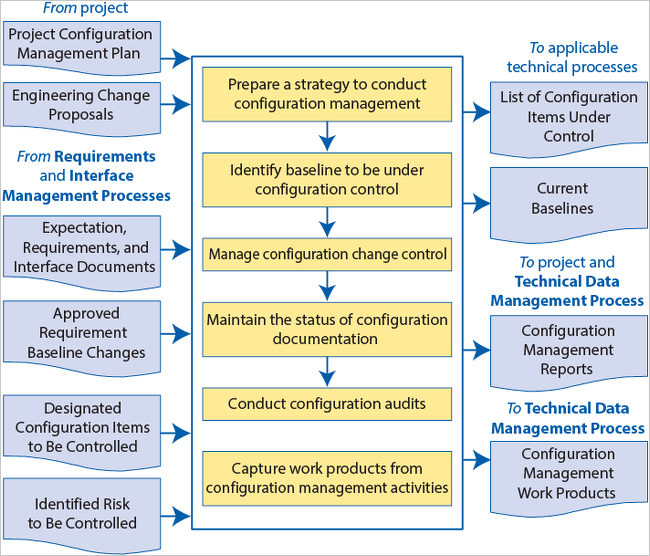 From project
Project Configuration
Management Plan
Engineering Change
Proposals
From Requirements
and Interface
Management Processes
Expectation,
Requirements, and
Interface Documents
Approved
Requirement
Baseline Changes
Designated
Configuration Items
to Be Controlled
Identified Risk
to Be Controlled
Prepare a strategy to conduct
configuration management
Identify baseline to be under
configuration control
Manage configuration change control
Maintain the status of configuration
documentation
Conduct configuration audits
Capture work products from
configuration management activities
To applicable
technical processes
List of Configuration
Items Under
Control
Current
Baselines
To project and
Technical Data
Management Process
Configuration
Management
Reports
To Technical Data
Management Process
Configuration
Management
Work Products